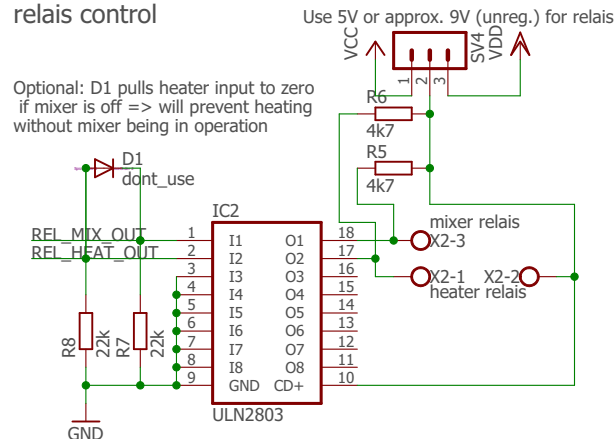 relais control
Use 5V or approx. 9V (unreg.) for relais
VCC
SV4
VDD
1
2
3
Optional: D1 pulls heater input to zero
if mixer is off => will prevent heating
without mixer being in operation
R6
4k7
R5
4k7
D1
dont_use
IC2
REL_MIX_OUT
REL_HEAT_OUT
1 I1 O1 18
2 I2 O2 17
3 I3 O3 16
4 I4 O4 15
5 I5 O5 14
6 I6 O6 13
7 I7 O7 12
8 I8 O8 11
9 GND CD+ 10
ULN2803
mixer relais
X2-3
X2-1
X2-2
heater relais
R8
22k
R7
22k
GND